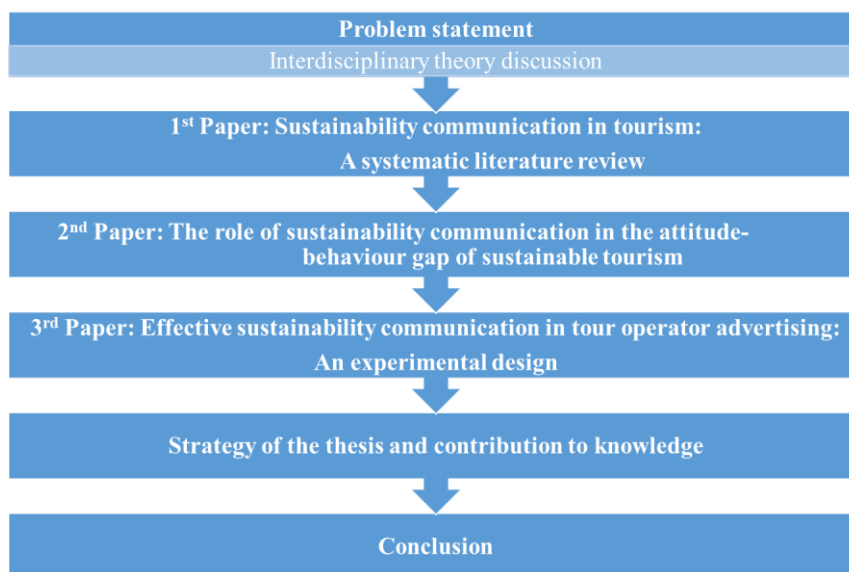 Problem statement
Interdisciplinary theory discussion
1st Paper: Sustainability communication in tourism:
A systematic literature review
2nd Paper: The role of sustainability communication in the attitude-
behaviour gap of sustainable tourism
3rd Paper: Effective sustainability communication in tour operator advertising:
An experimental design
Strategy of the thesis and contribution to knowledge
Conclusion